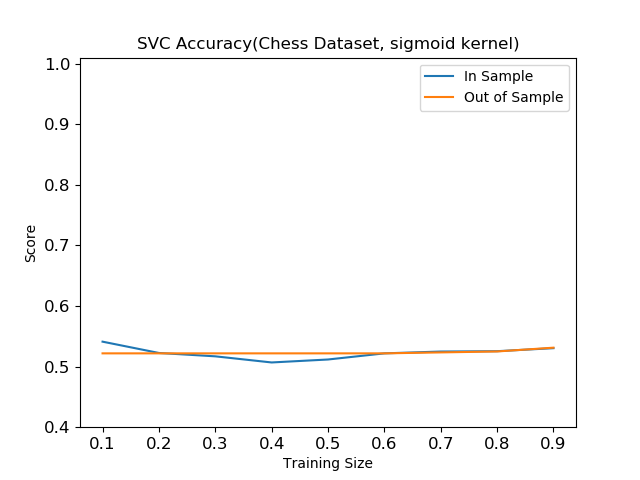 SVC Accuracy(Chess Dataset, sigmoid kernel)
In Sample
Out of Sample
1.0
0.9
0.8
0.7
0.6
0.5
0.4
Score
0.1 0.2 0.3 0.4 0.5 0.6 0.7 0.8 0.9
Training Size